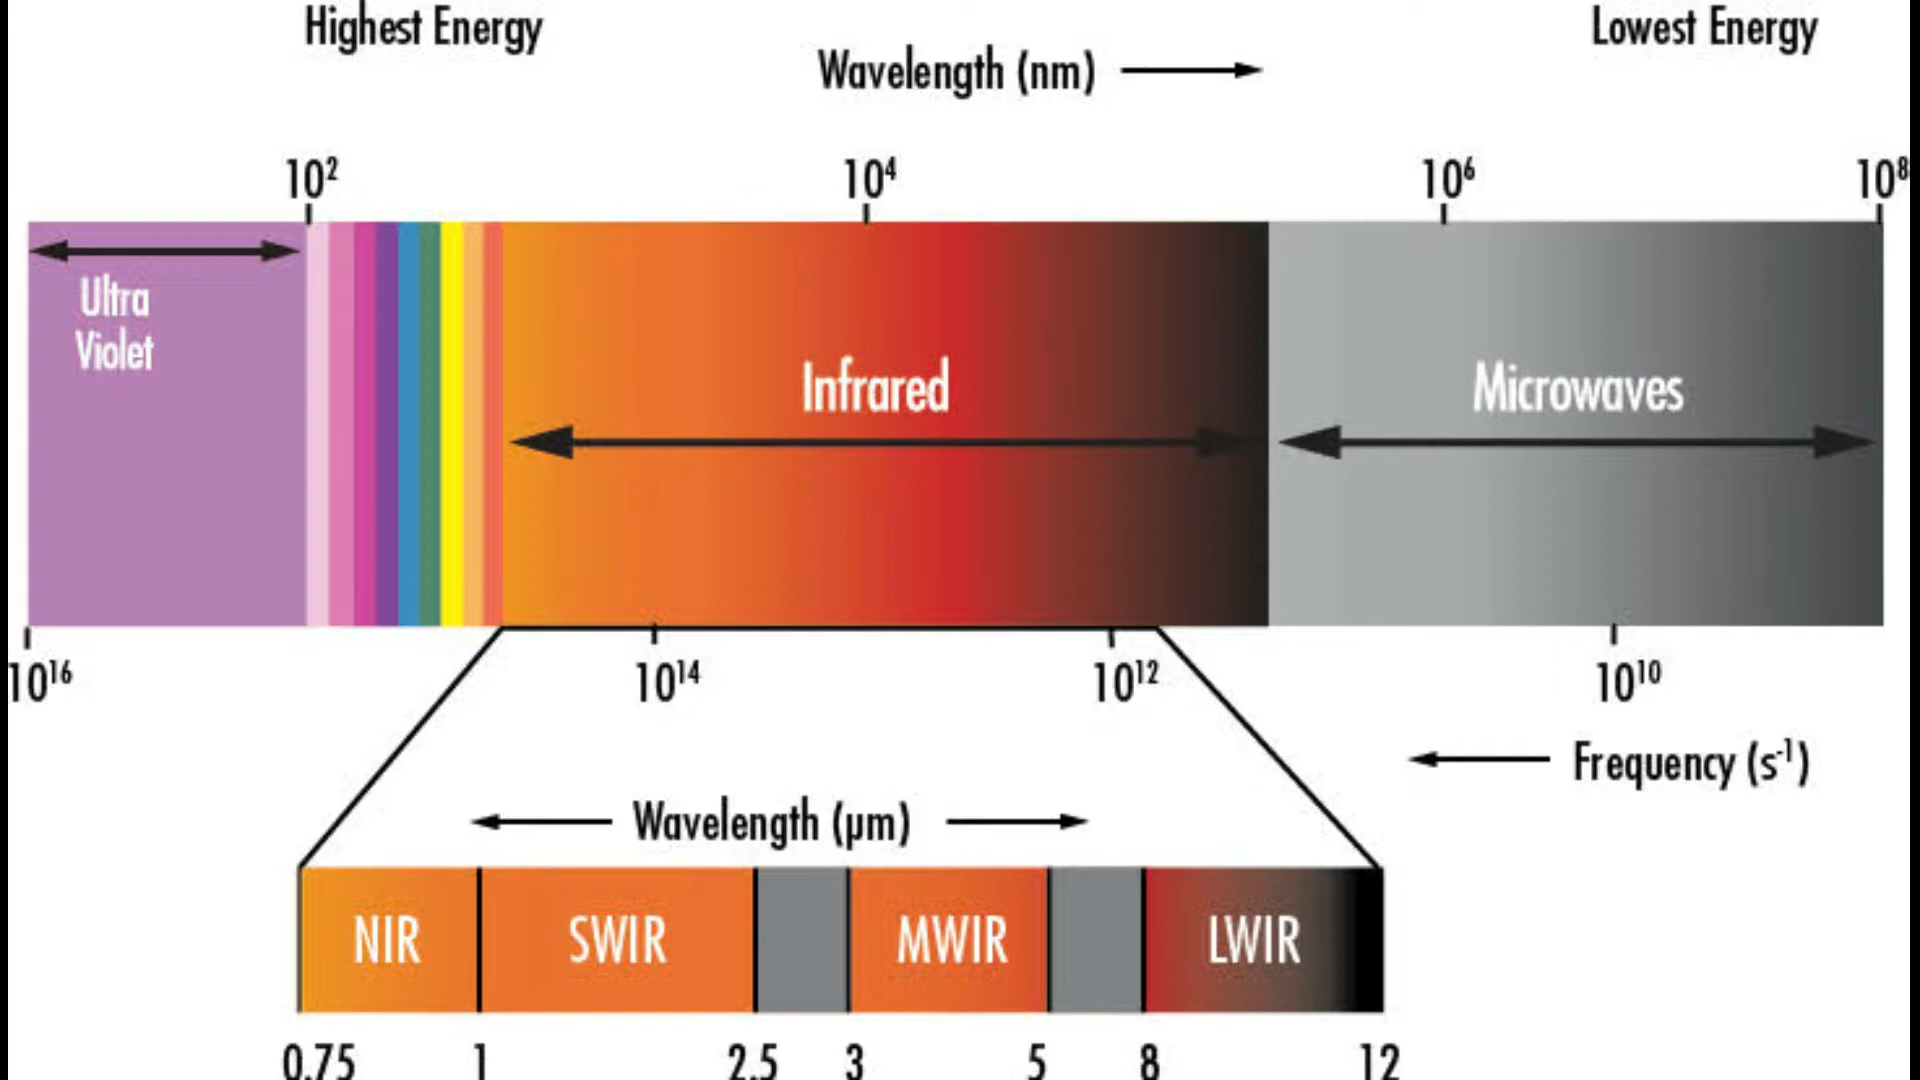 Highest Energy
Lowest Energy
Wavelength (nm)
10² 10⁴ 10⁶ 10⁸
Ultra
Violet
Infrared
Microwaves
10¹⁶ 10¹⁴ 10¹² 10¹⁰
Frequency (s⁻¹)
Wavelength (µm)
NIR SWIR MWIR LWIR
0.75 1 2.5 3 5 8 12